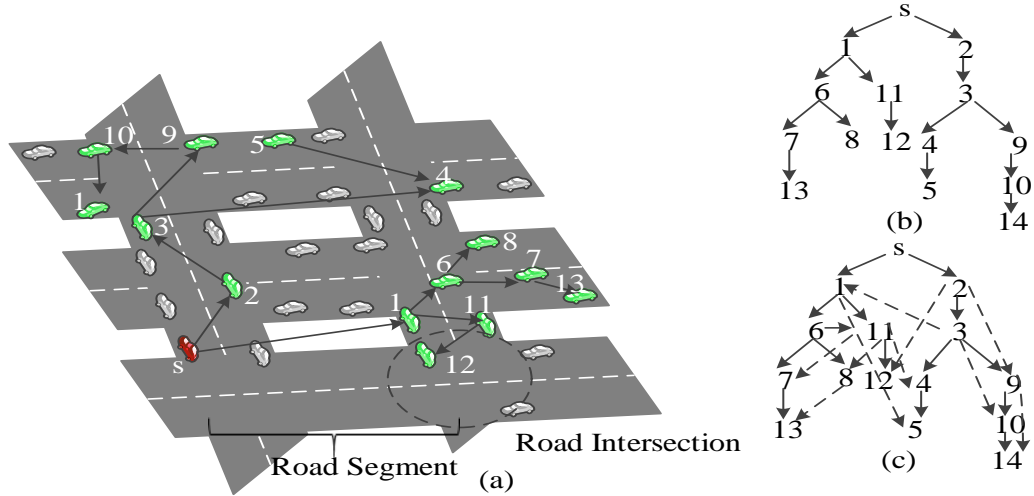 10 9 5
4
1
3
8
6 7
2 13
1 11
s 12
Road Intersection
Road Segment
(a)
s
1 2
6 11 3
7 8 12 4 9
13 5 10
14
(b)
s
1 2
6 11 3
7 8 12 4 9
13 5 10
14
(c)